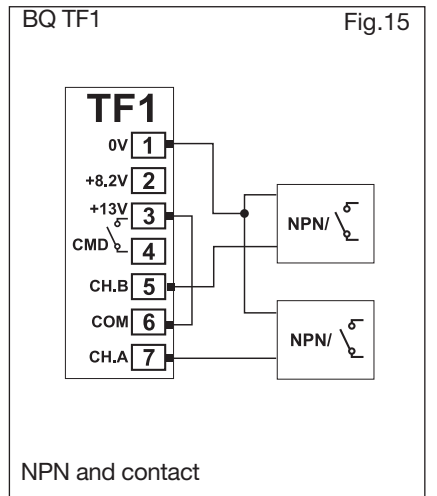 BQ TF1
Fig.15
TF1
0V 1
+8.2V 2
+13V 3
CMD 4
CH.B 5
COM 6
CH.A 7
NPN/
NPN/
NPN and contact